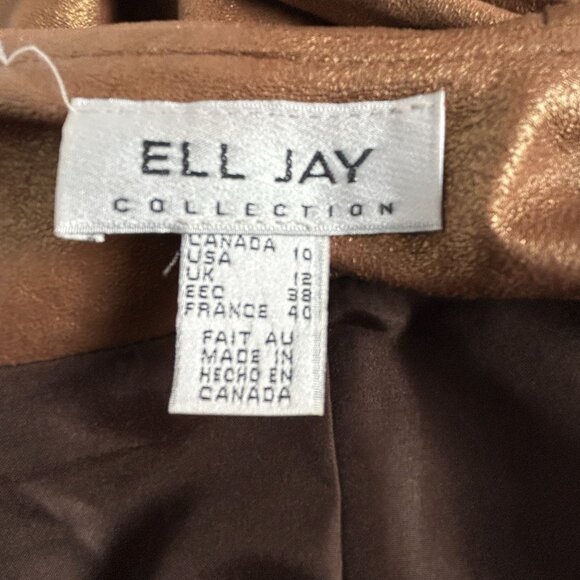 ELL JAY
COLLECTION
CANADA
USA 10
UK 12
EEC 38
FRANCE 40
FAIT AU
MADE IN
HECHO EN
CANADA